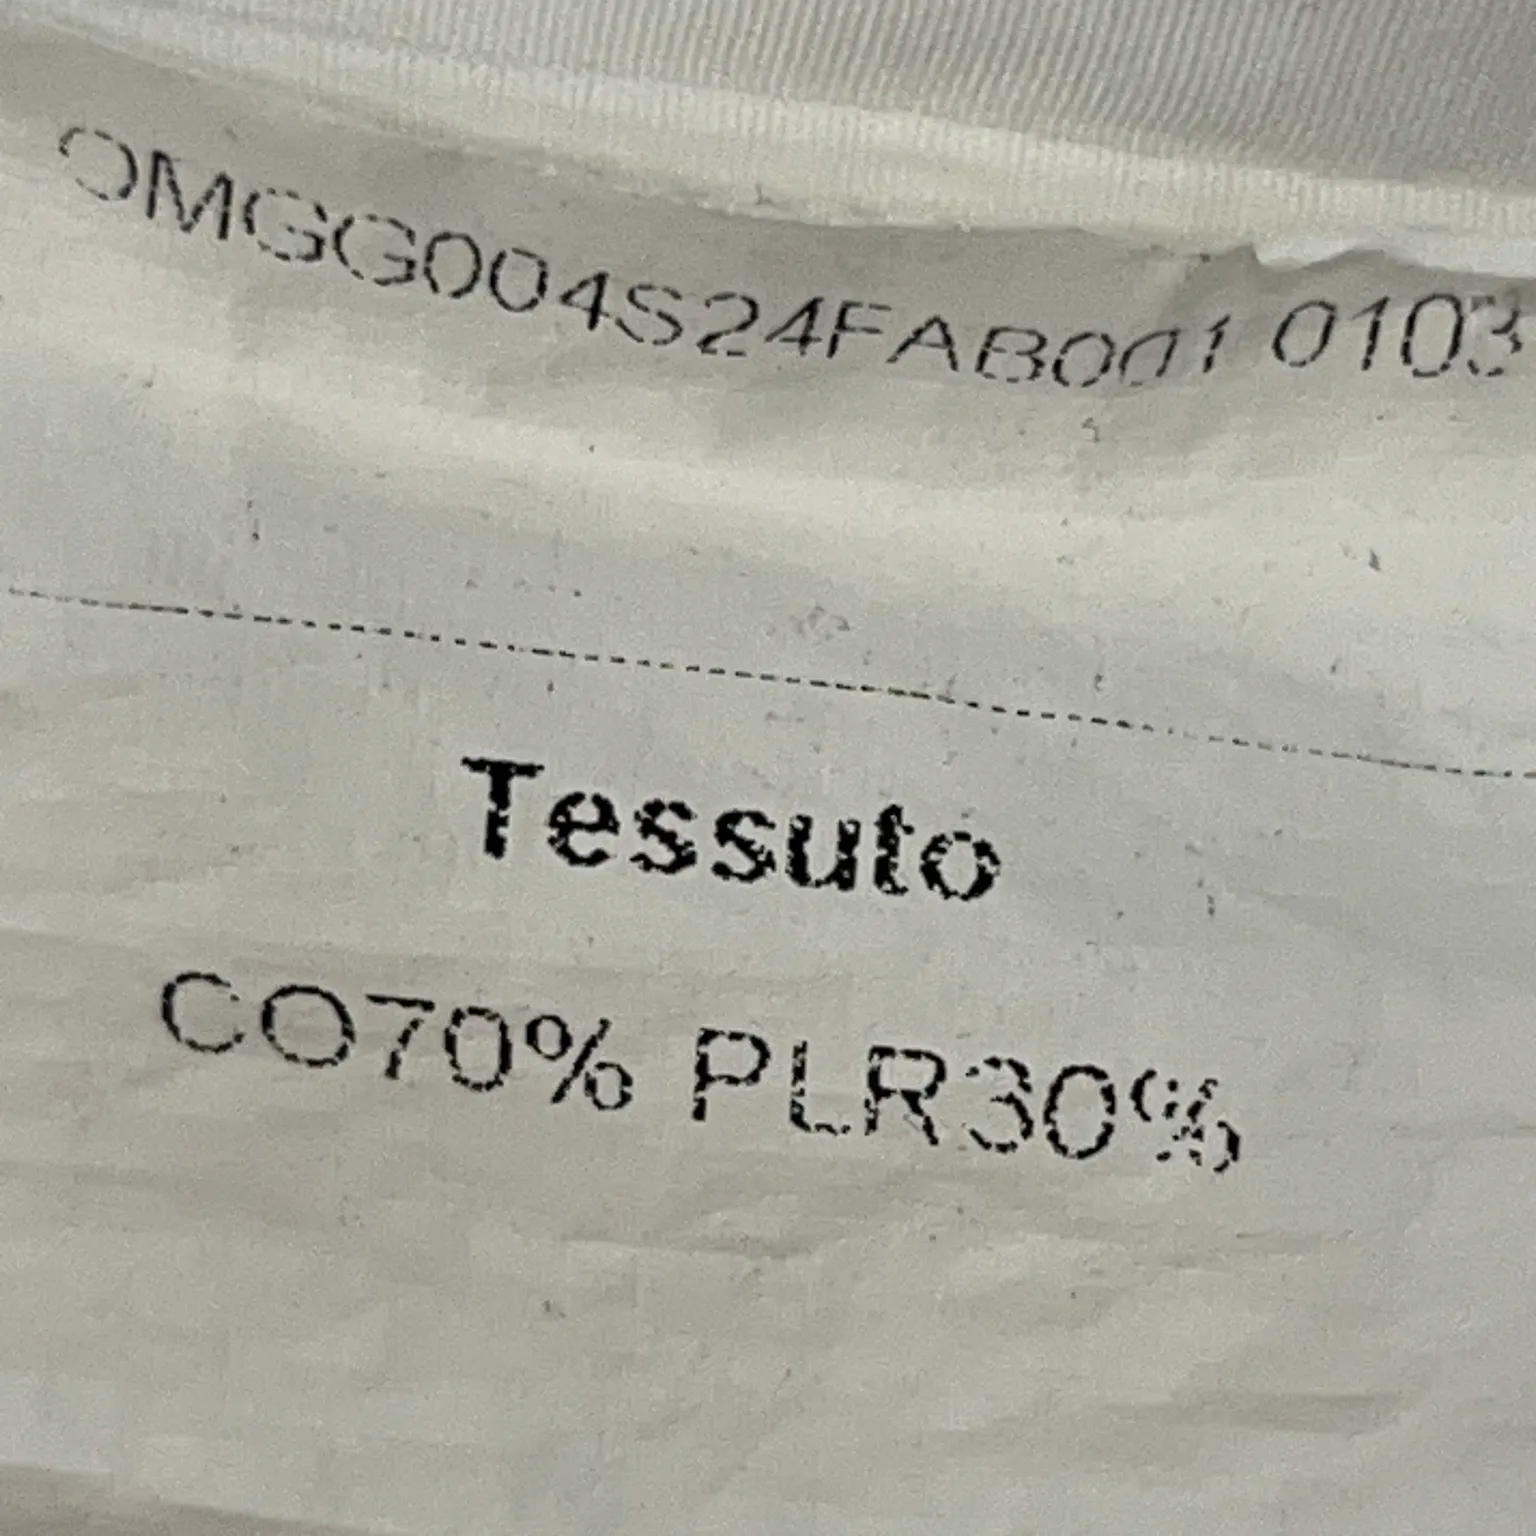 OMGG004S24FAB001 0103
Tessuto
CO70% PLR30%